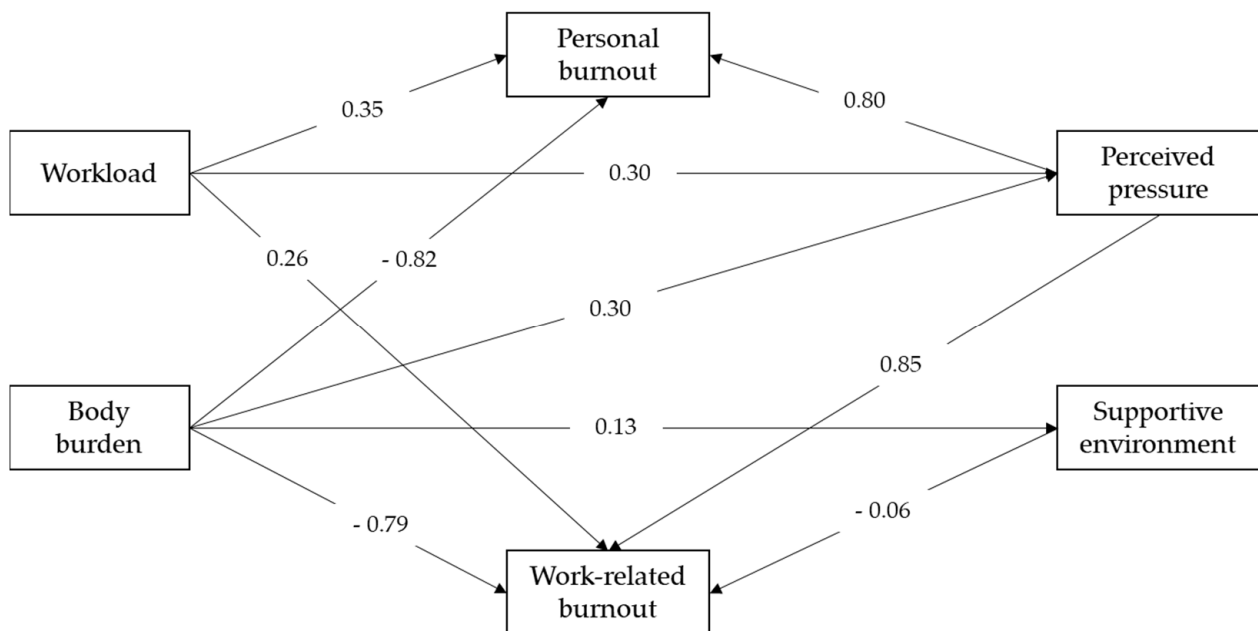 Personal
burnout
0.35
0.80
Workload
0.30
Perceived
pressure
0.26
- 0.82
0.30
0.85
Body
burden
0.13
Supportive
environment
- 0.79
- 0.06
Work-related
burnout